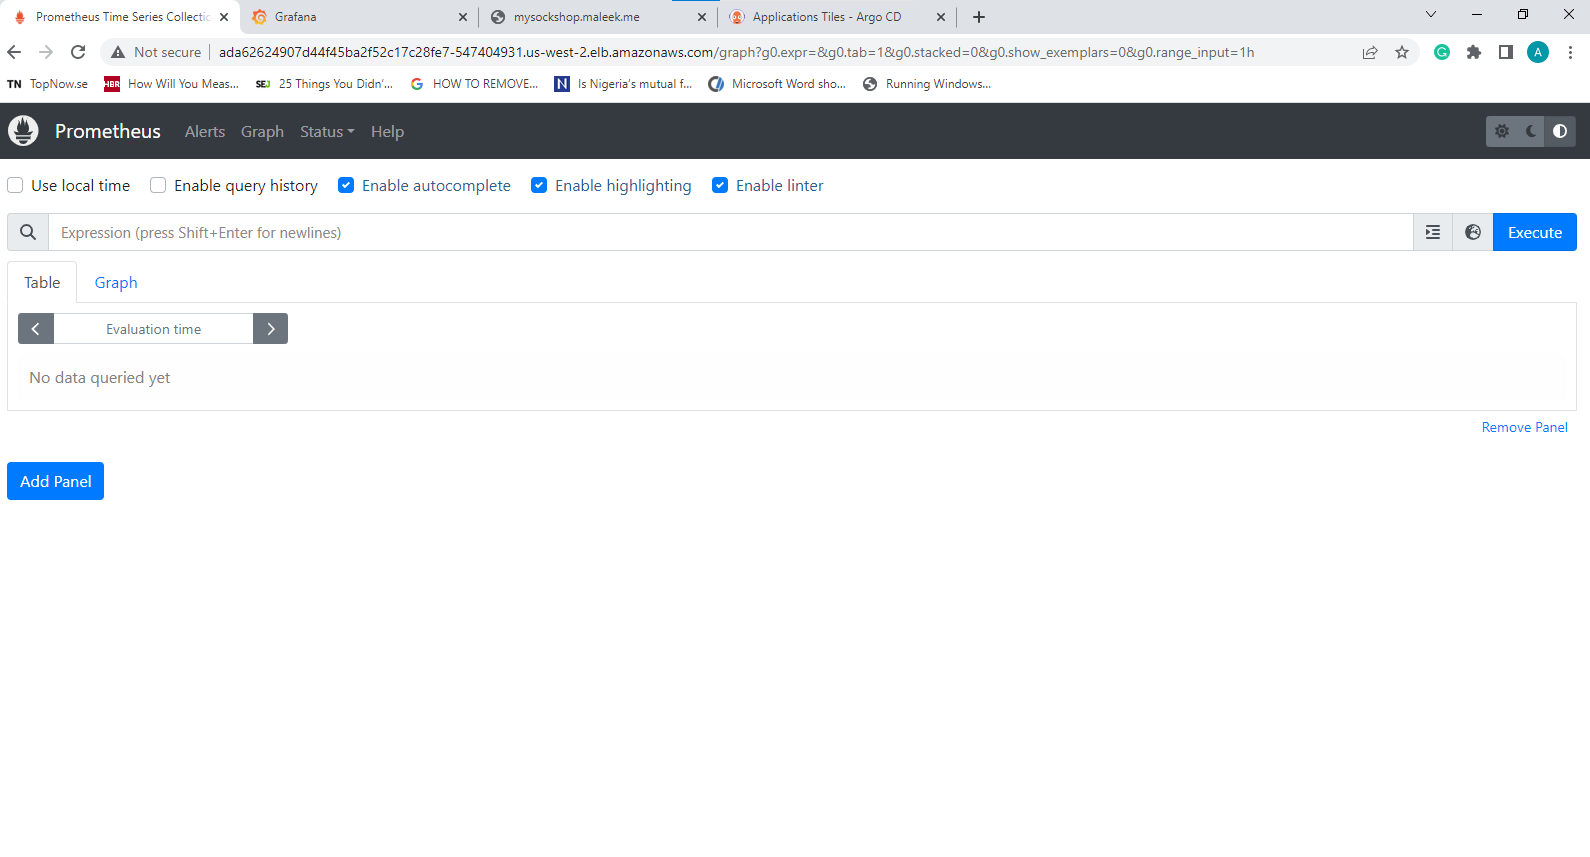 Prometheus Time Series Collectic
Grafana
mysockshop.maleek.me
Applications Tiles - Argo CD
Not secure
ada62624907d44f45ba2f52c17c28fe7-547404931.us-west-2.elb.amazonaws.com/graph?g0.expr=&g0.tab=1&g0.stacked=0&g0.show_exemplars=0&g0.range_input=1h
A
TN TopNow.se
HBR How Will You Meas...
SEJ 25 Things You Didn'...
G HOW TO REMOVE...
N Is Nigeria's mutual f...
Microsoft Word sho...
Running Windows...
Prometheus Alerts Graph Status Help
Use local time Enable query history Enable autocomplete Enable highlighting Enable linter
Expression (press Shift+Enter for newlines)
Execute
Table Graph
Evaluation time
No data queried yet
Remove Panel
Add Panel